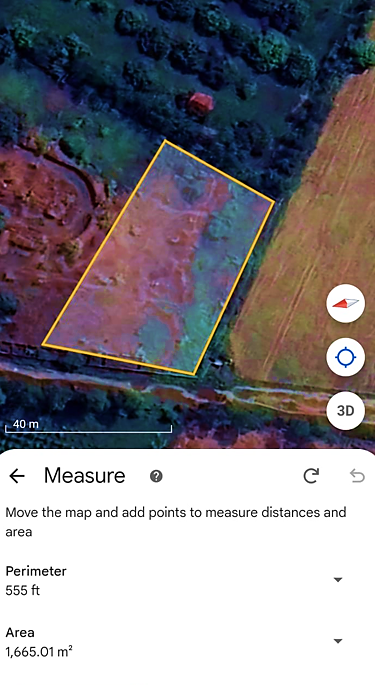 40 m
3D
Measure
Move the map and add points to measure distances and
area
Perimeter
555 ft
Area
1,665.01 m²